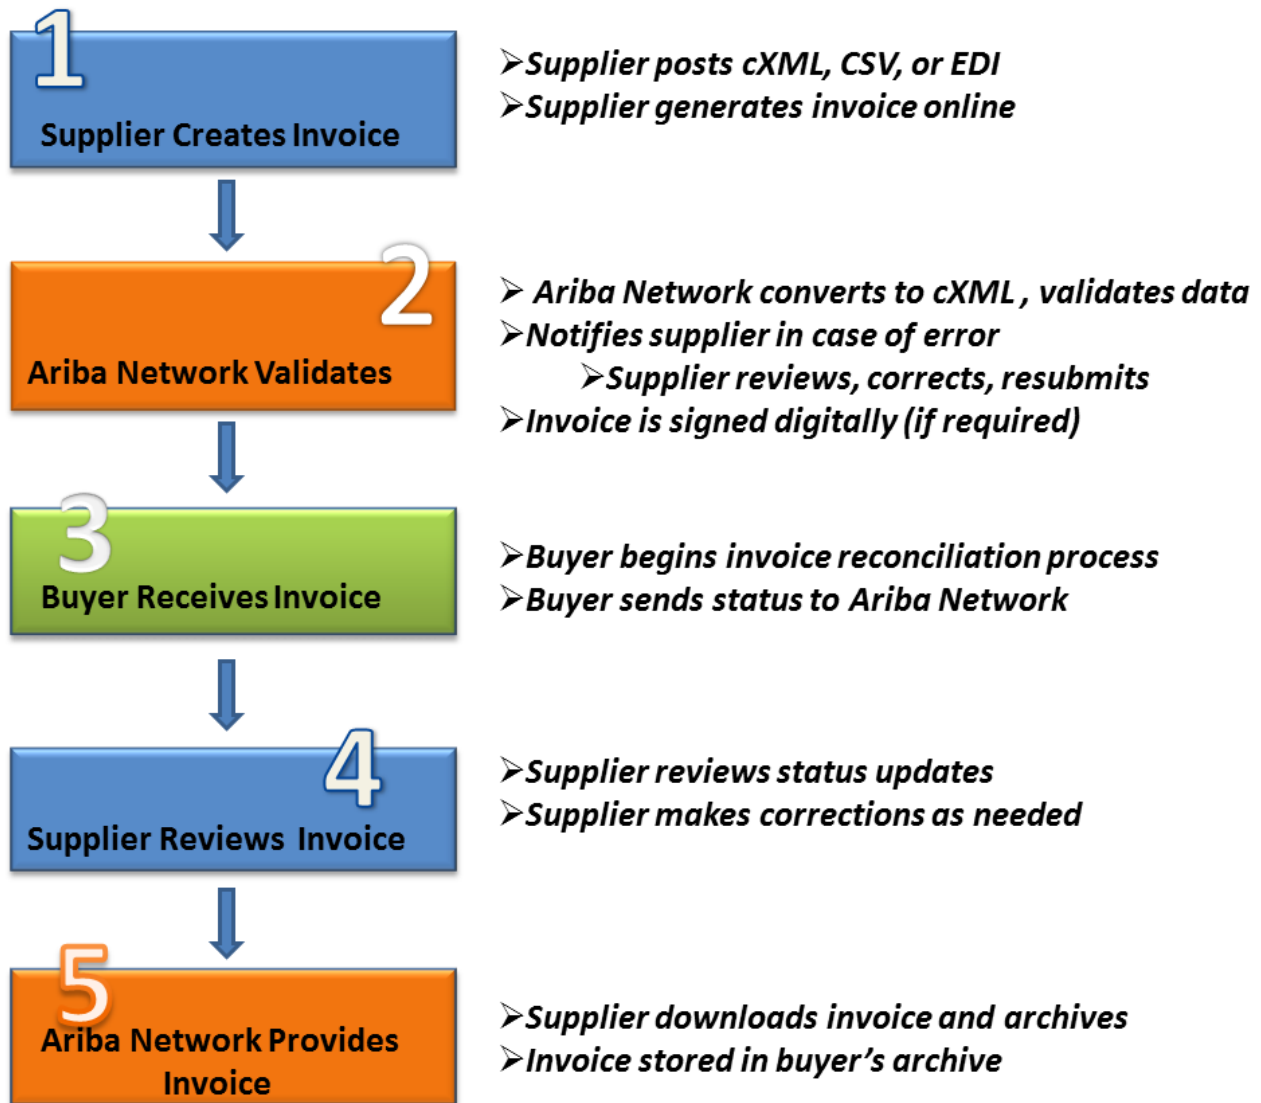 1
Supplier Creates Invoice
➢Supplier posts cXML, CSV, or EDI
➢Supplier generates invoice online
2
Ariba Network Validates
➢ Ariba Network converts to cXML , validates data
➢Notifies supplier in case of error
➢Supplier reviews, corrects, resubmits
➢Invoice is signed digitally (if required)
3
Buyer Receives Invoice
➢Buyer begins invoice reconciliation process
➢Buyer sends status to Ariba Network
4
Supplier Reviews Invoice
➢Supplier reviews status updates
➢Supplier makes corrections as needed
5
Ariba Network Provides
Invoice
➢Supplier downloads invoice and archives
➢Invoice stored in buyer’s archive